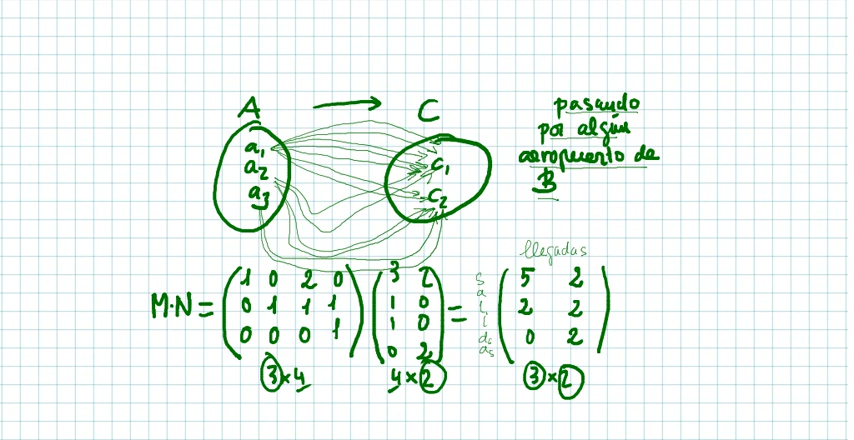 A → C
pasando
por algún
aeropuerto de
B
a₁
a₂
a₃
c₁
c₂
llegadas
salidas
M·N = (1 0 2 0) (3 2) = (5 2)
(0 1 1 1) (1 0) (2 2)
(0 0 0 1) (1 0) (0 2)
(0 2)
3×4 4×2 3×2